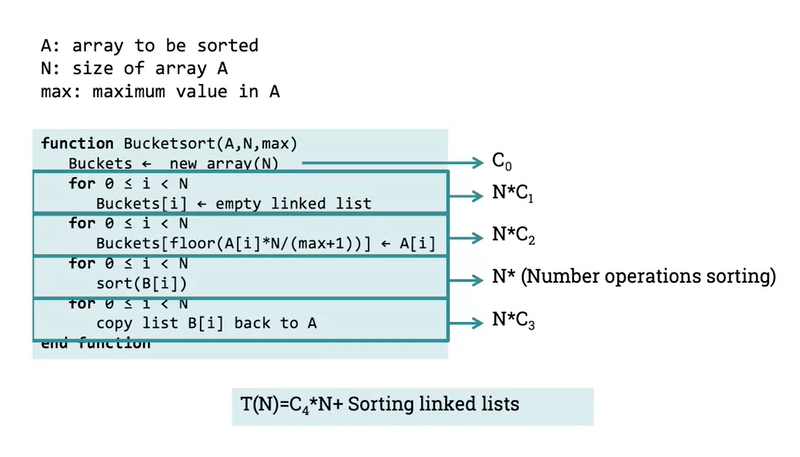 A: array to be sorted
N: size of array A
max: maximum value in A
function Bucketsort(A,N,max)
Buckets ← new array(N)
C₀
for 0 ≤ i < N
Buckets[i] ← empty linked list
N*C₁
for 0 ≤ i < N
Buckets[floor(A[i]*N/(max+1))] ← A[i]
N*C₂
for 0 ≤ i < N
sort(B[i])
N* (Number operations sorting)
for 0 ≤ i < N
copy list B[i] back to A
N*C₃
end function
T(N)=C₄*N+ Sorting linked lists